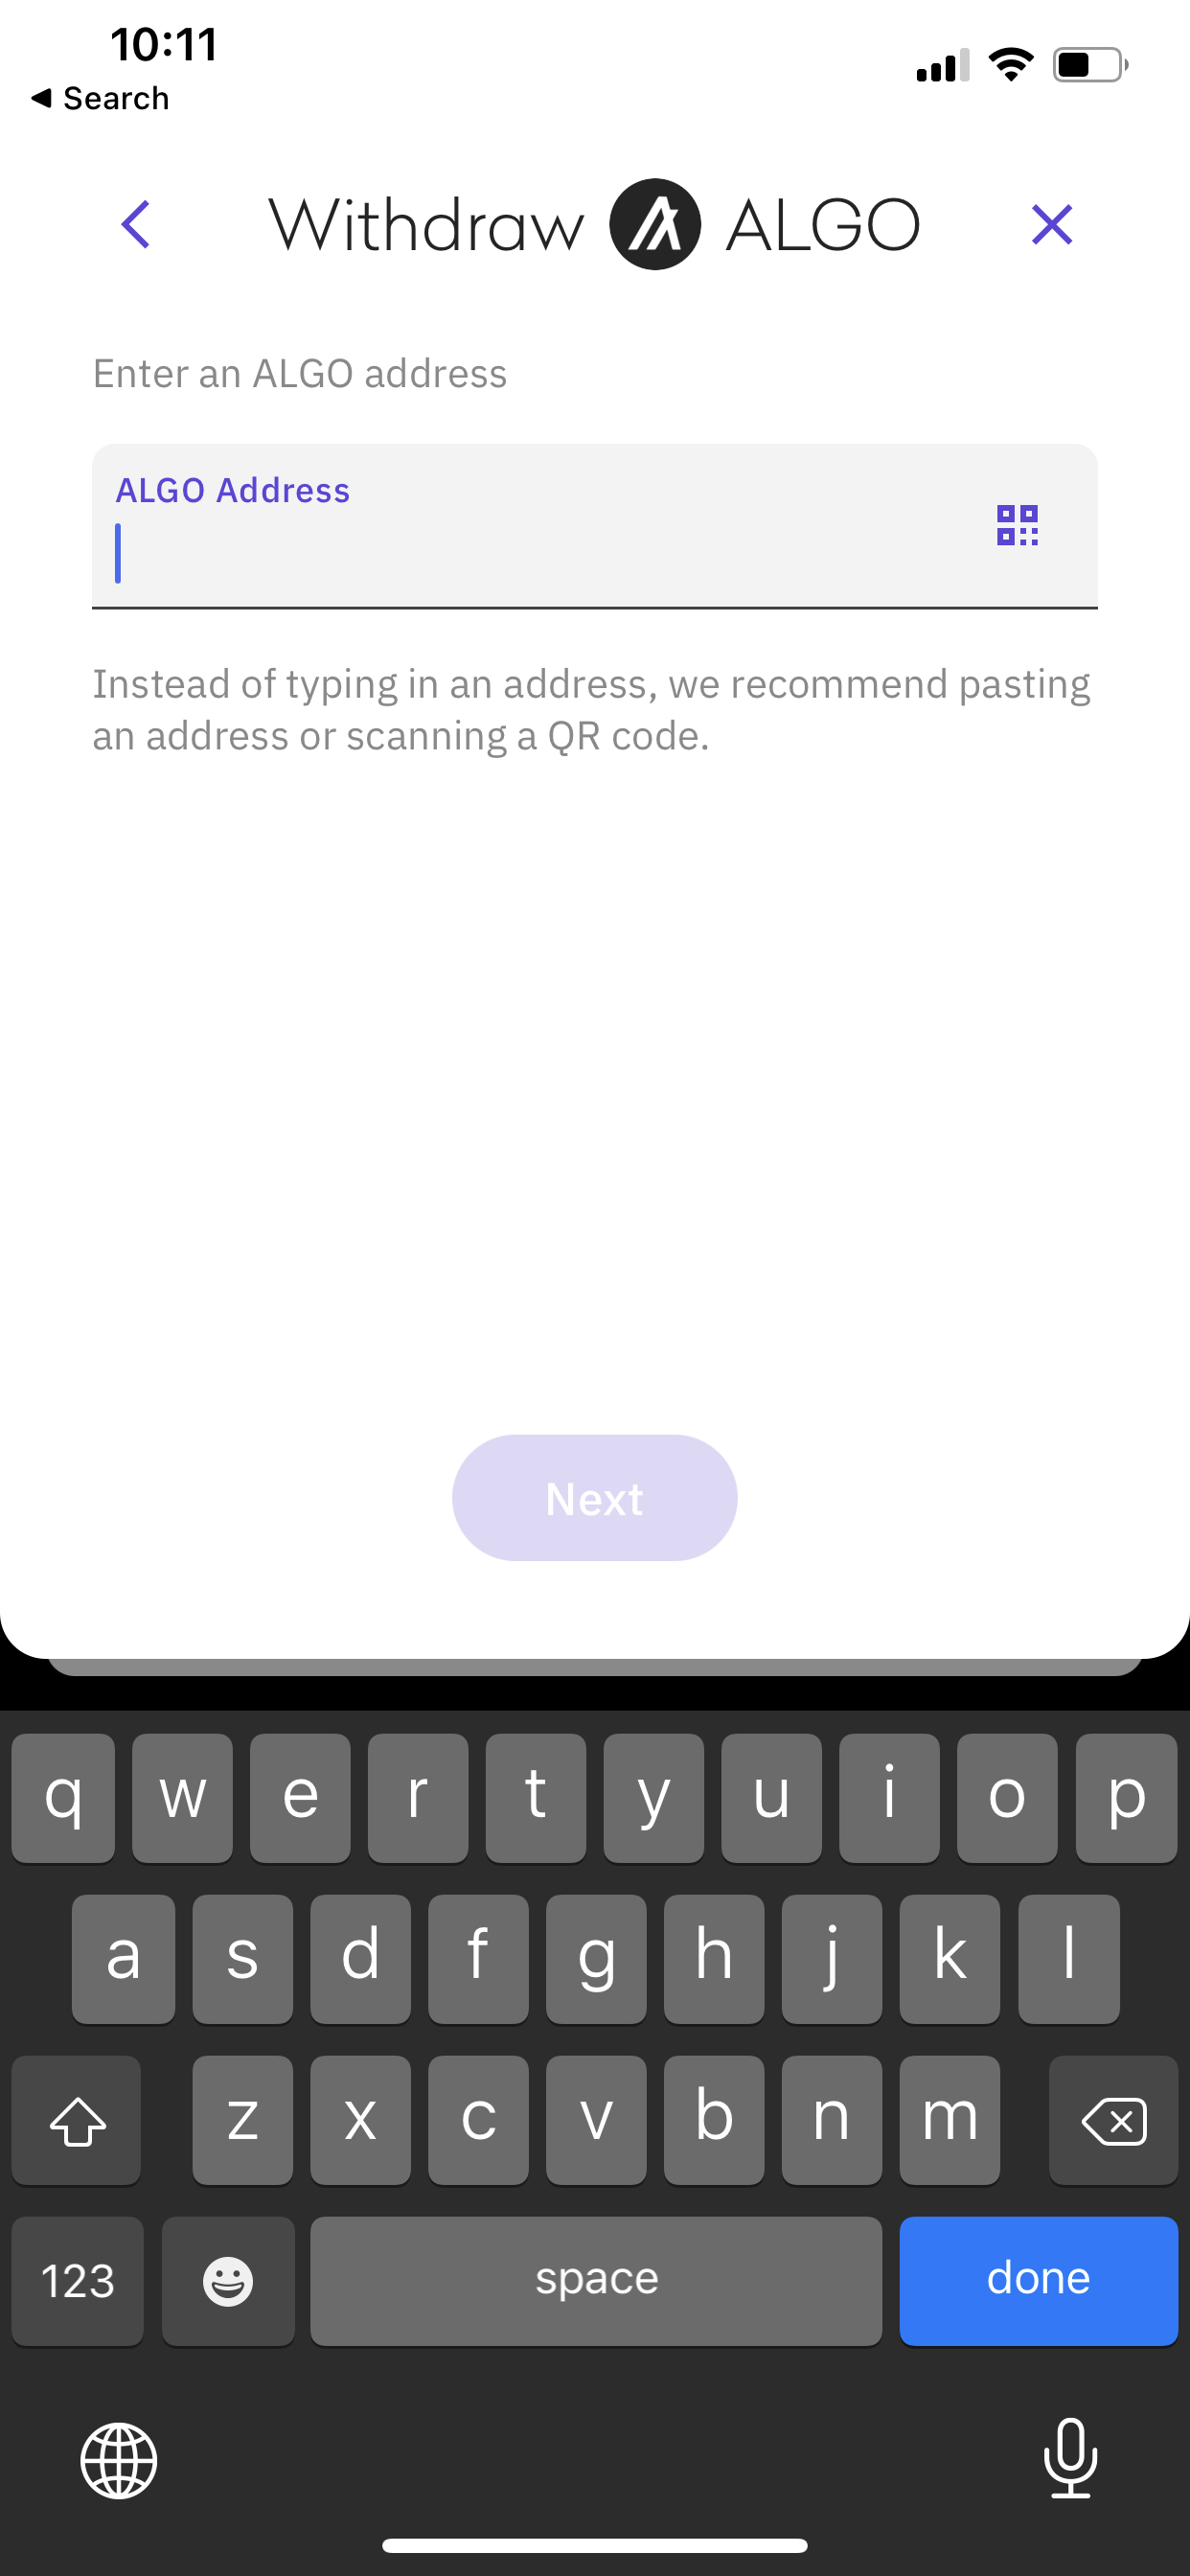 10:11
Search
Withdraw ALGO
Enter an ALGO address
ALGO Address
Instead of typing in an address, we recommend pasting
an address or scanning a QR code.
Next
q w e r t y u i o p
a s d f g h j k l
z x c v b n m
123 space done